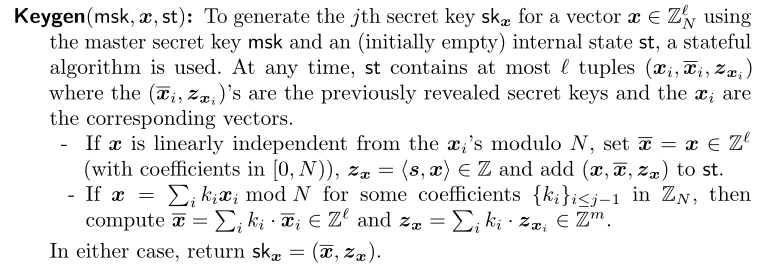 Keygen(msk, x, st): To generate the jth secret key sk_x for a vector x ∈ ℤ_N^ℓ using
the master secret key msk and an (initially empty) internal state st, a stateful
algorithm is used. At any time, st contains at most ℓ tuples (x_i, x̄_i, z_{x_i})
where the (x̄_i, z_{x_i})'s are the previously revealed secret keys and the x_i are
the corresponding vectors.
- If x is linearly independent from the x_i's modulo N, set x̄ = x ∈ ℤ^ℓ
(with coefficients in [0, N)), z_x = ⟨s, x⟩ ∈ ℤ and add (x, x̄, z_x) to st.
- If x = ∑_i k_i x_i mod N for some coefficients {k_i}_{i≤j−1} in ℤ_N, then
compute x̄ = ∑_i k_i · x̄_i ∈ ℤ^ℓ and z_x = ∑_i k_i · z_{x_i} ∈ ℤ^m.
In either case, return sk_x = (x̄, z_x).